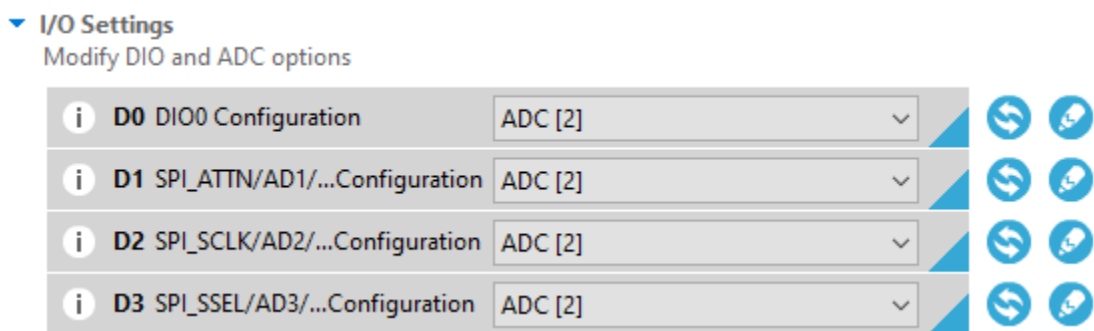 I/O Settings
Modify DIO and ADC options
i D0 DIO0 Configuration ADC [2]
i D1 SPI_ATTN/AD1/...Configuration ADC [2]
i D2 SPI_SCLK/AD2/...Configuration ADC [2]
i D3 SPI_SSEL/AD3/...Configuration ADC [2]